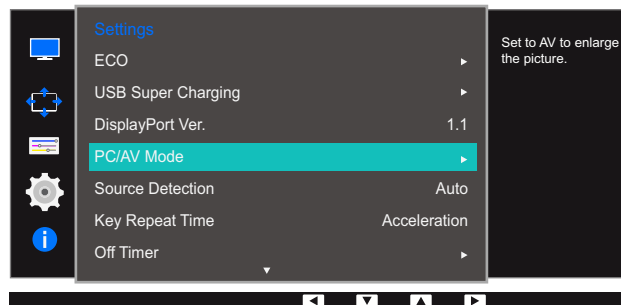 Settings
ECO
USB Super Charging
DisplayPort Ver. 1.1
PC/AV Mode
Source Detection Auto
Key Repeat Time Acceleration
Off Timer
Set to AV to enlarge
the picture.